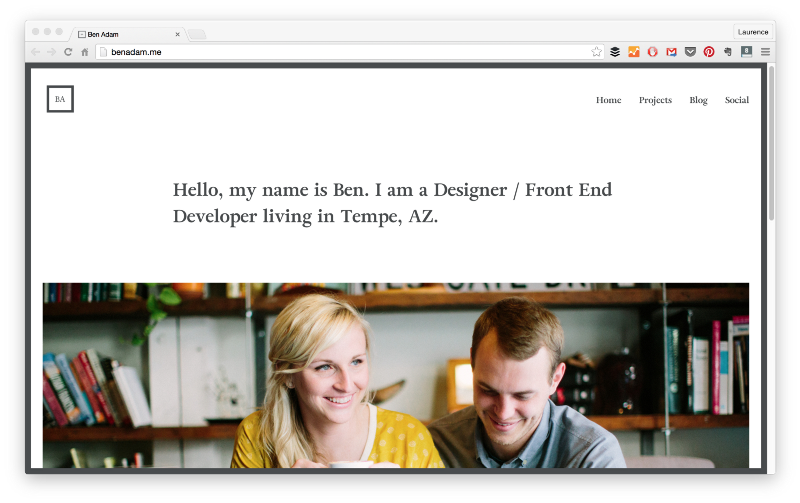 Ben Adam
Laurence
benadam.me
BA
Home Projects Blog Social
Hello, my name is Ben. I am a Designer / Front End
Developer living in Tempe, AZ.